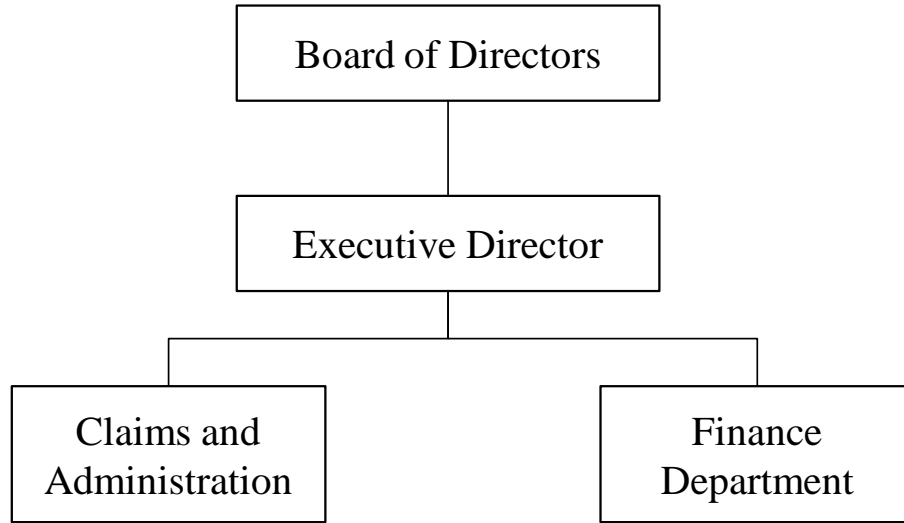 Board of Directors
Executive Director
Claims and
Administration
Finance
Department